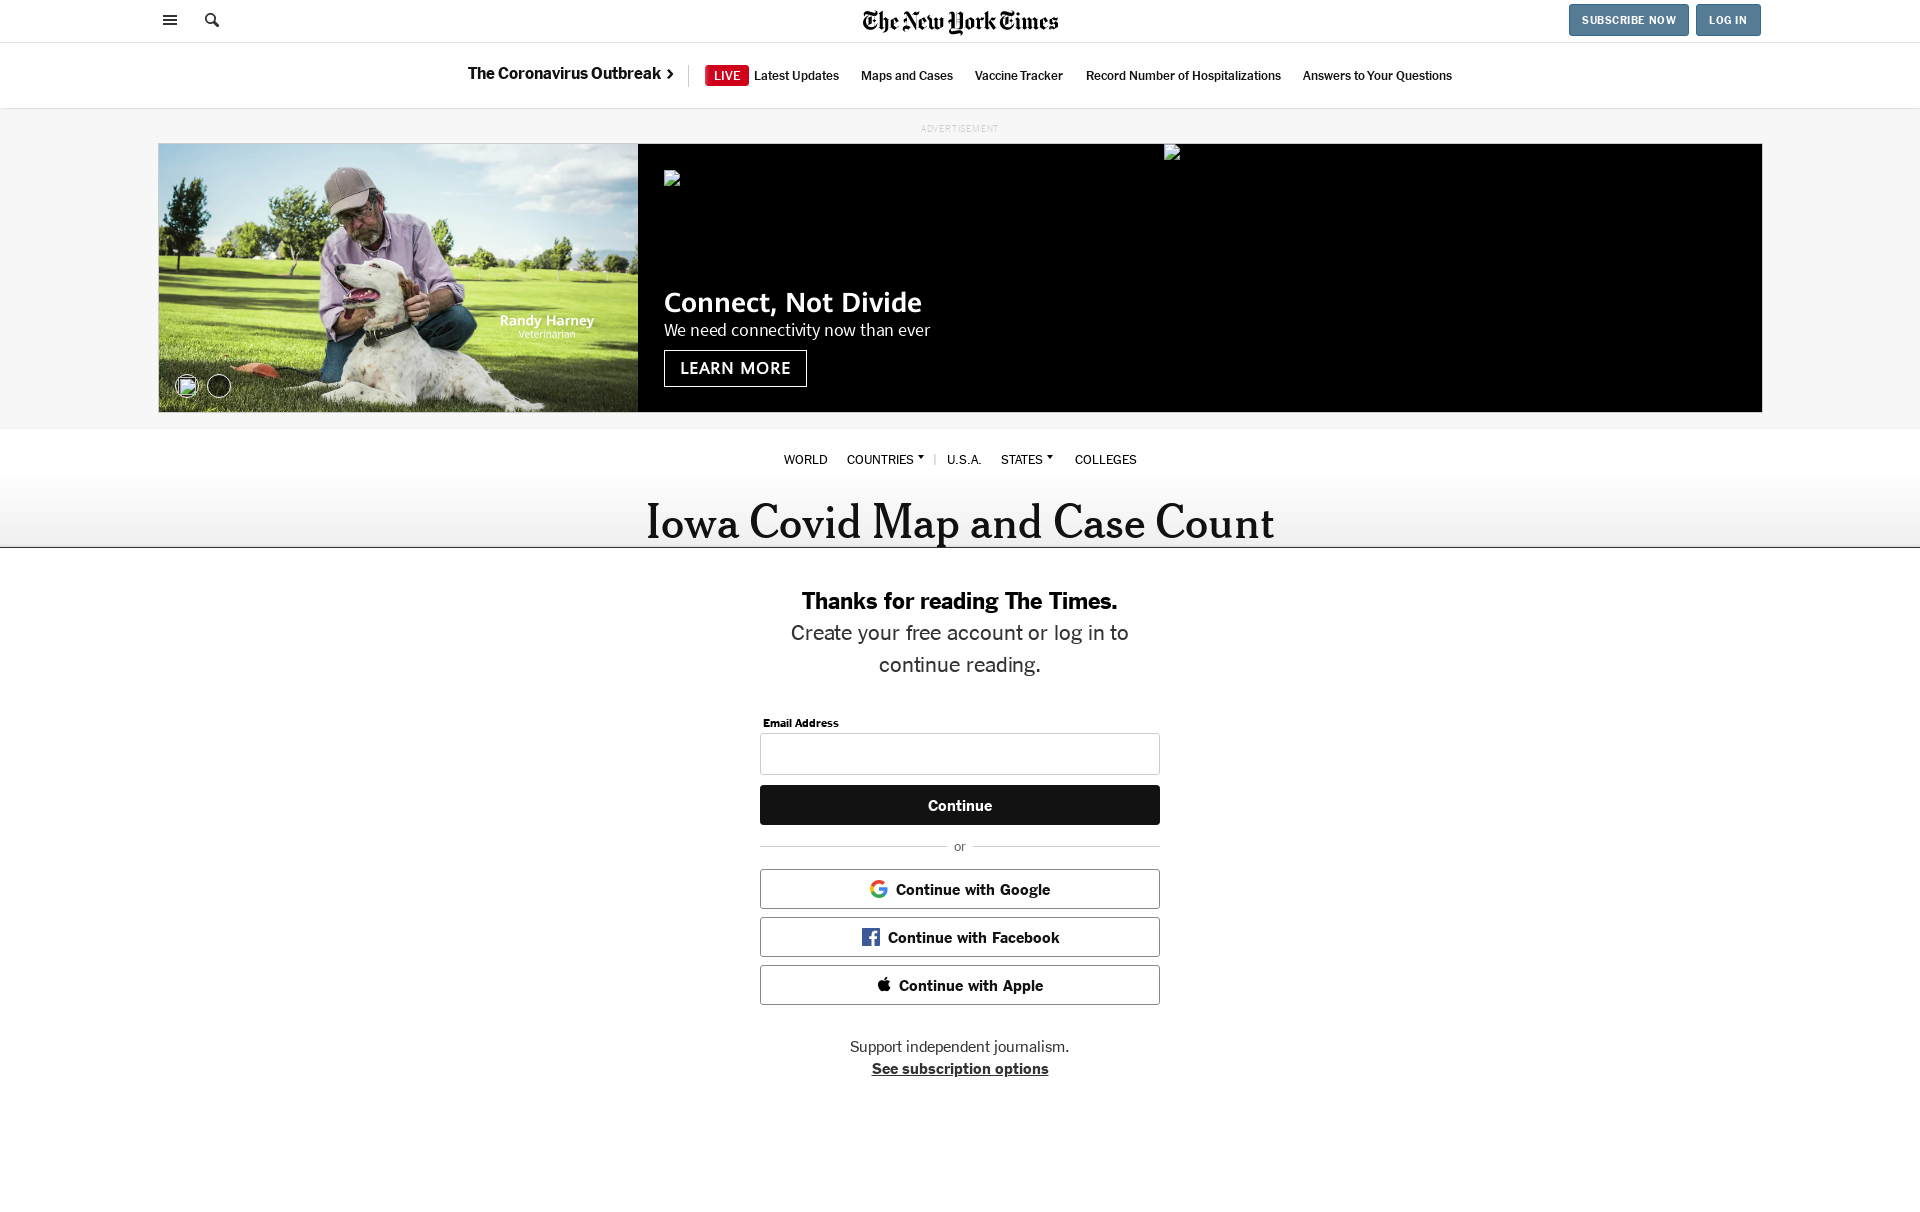 The New York Times
SUBSCRIBE NOW
LOG IN
The Coronavirus Outbreak
LIVE Latest Updates
Maps and Cases
Vaccine Tracker
Record Number of Hospitalizations
Answers to Your Questions
ADVERTISEMENT
Randy Harney
Veterinarian
Connect, Not Divide
We need connectivity now than ever
LEARN MORE
WORLD COUNTRIES | U.S.A. STATES COLLEGES
Iowa Covid Map and Case Count
Thanks for reading The Times.
Create your free account or log in to
continue reading.
Email Address
Continue
or
Continue with Google
Continue with Facebook
Continue with Apple
Support independent journalism.
See subscription options